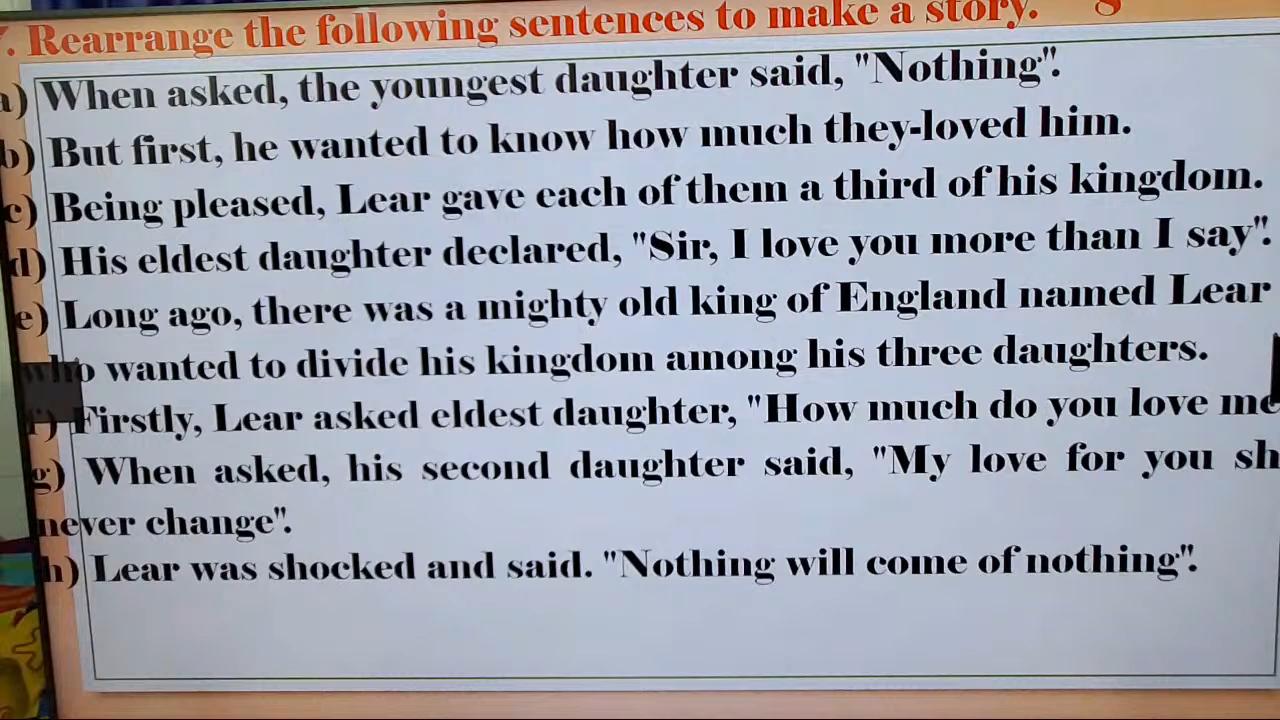 7. Rearrange the following sentences to make a story. 8
a) When asked, the youngest daughter said, "Nothing".
b) But first, he wanted to know how much they-loved him.
c) Being pleased, Lear gave each of them a third of his kingdom.
d) His eldest daughter declared, "Sir, I love you more than I say".
e) Long ago, there was a mighty old king of England named Lear
who wanted to divide his kingdom among his three daughters.
f) Firstly, Lear asked eldest daughter, "How much do you love me
g) When asked, his second daughter said, "My love for you sh
never change".
h) Lear was shocked and said. "Nothing will come of nothing".